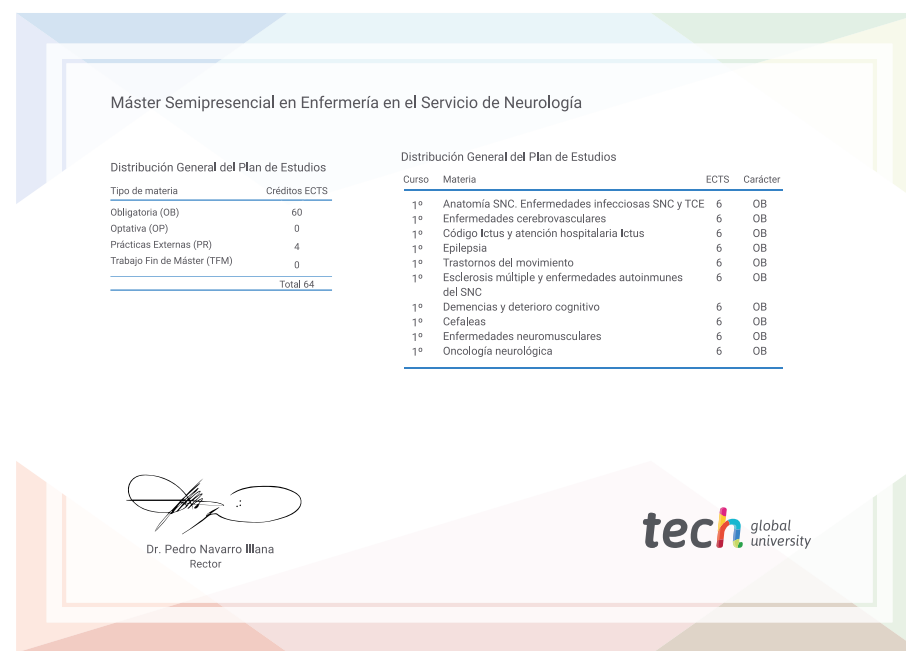 Máster Semipresencial en Enfermería en el Servicio de Neurología
Distribución General del Plan de Estudios
Tipo de materia Créditos ECTS
Obligatoria (OB) 60
Optativa (OP) 0
Prácticas Externas (PR) 4
Trabajo Fin de Máster (TFM) 0
Total 64
Distribución General del Plan de Estudios
Curso Materia ECTS Carácter
1º Anatomía SNC. Enfermedades infecciosas SNC y TCE 6 OB
1º Enfermedades cerebrovasculares 6 OB
1º Código Ictus y atención hospitalaria Ictus 6 OB
1º Epilepsia 6 OB
1º Trastornos del movimiento 6 OB
1º Esclerosis múltiple y enfermedades autoinmunes 6 OB
del SNC
1º Demencias y deterioro cognitivo 6 OB
1º Cefaleas 6 OB
1º Enfermedades neuromusculares 6 OB
1º Oncología neurológica 6 OB
Dr. Pedro Navarro Illana
Rector
tech global
university